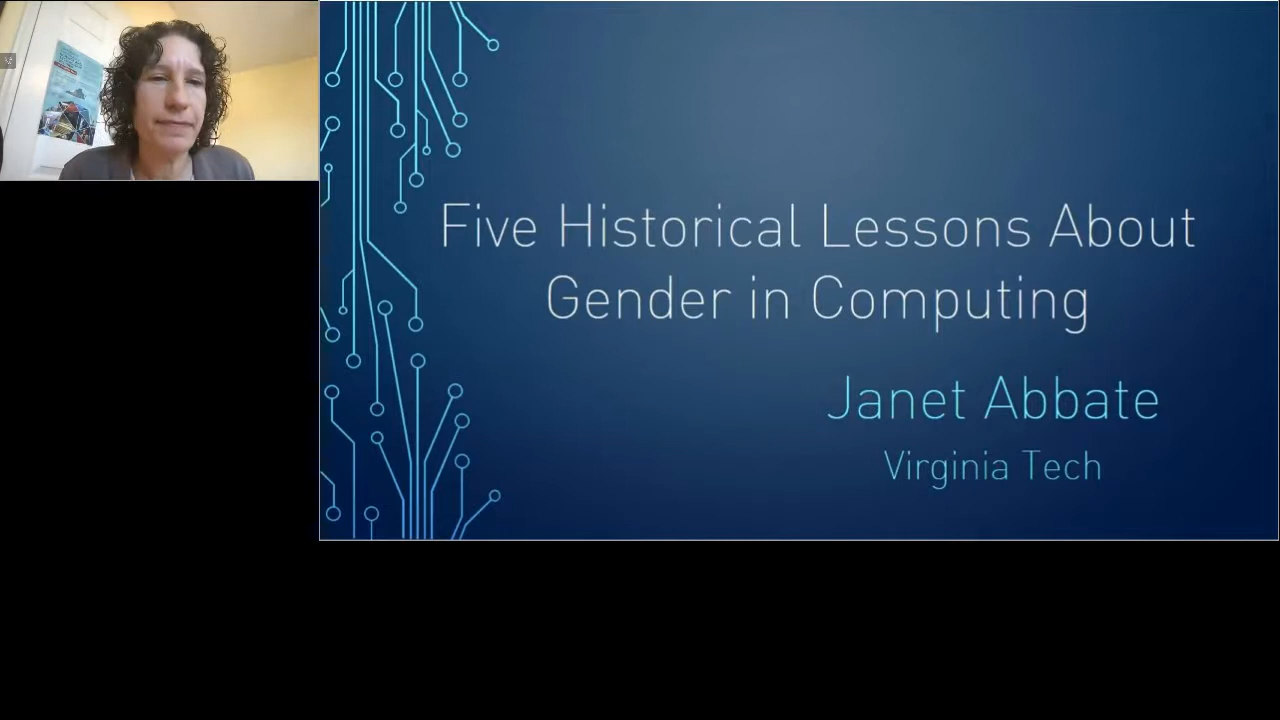 Five Historical Lessons About
Gender in Computing
Janet Abbate
Virginia Tech